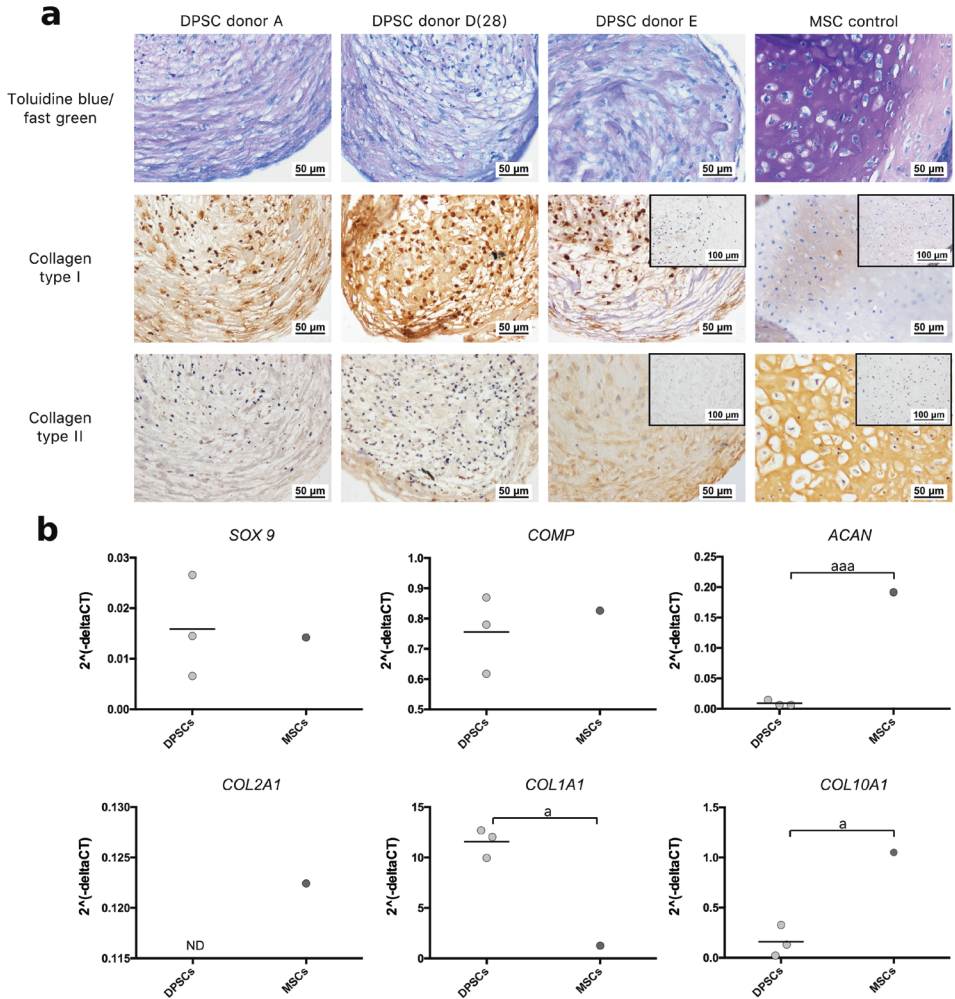 a
DPSC donor A DPSC donor D(28) DPSC donor E MSC control
Toluidine blue/
fast green
50 µm 50 µm 50 µm 50 µm
Collagen
type I
100 µm 100 µm
50 µm 50 µm 50 µm 50 µm
Collagen
type II
100 µm 100 µm
50 µm 50 µm 50 µm 50 µm
b
SOX 9
2^(-deltaCT)
0.03
0.02
0.01
0.00
DPSCs MSCs
COMP
2^(-deltaCT)
1.0
0.9
0.8
0.7
0.6
0.5
DPSCs MSCs
ACAN
2^(-deltaCT)
aaa
0.25
0.20
0.15
0.10
0.05
0.00
DPSCs MSCs
COL2A1
2^(-deltaCT)
0.130
0.125
0.120
0.115
ND
DPSCs MSCs
COL1A1
2^(-deltaCT)
a
15
10
5
0
DPSCs MSCs
COL10A1
2^(-deltaCT)
a
1.5
1.0
0.5
0.0
DPSCs MSCs